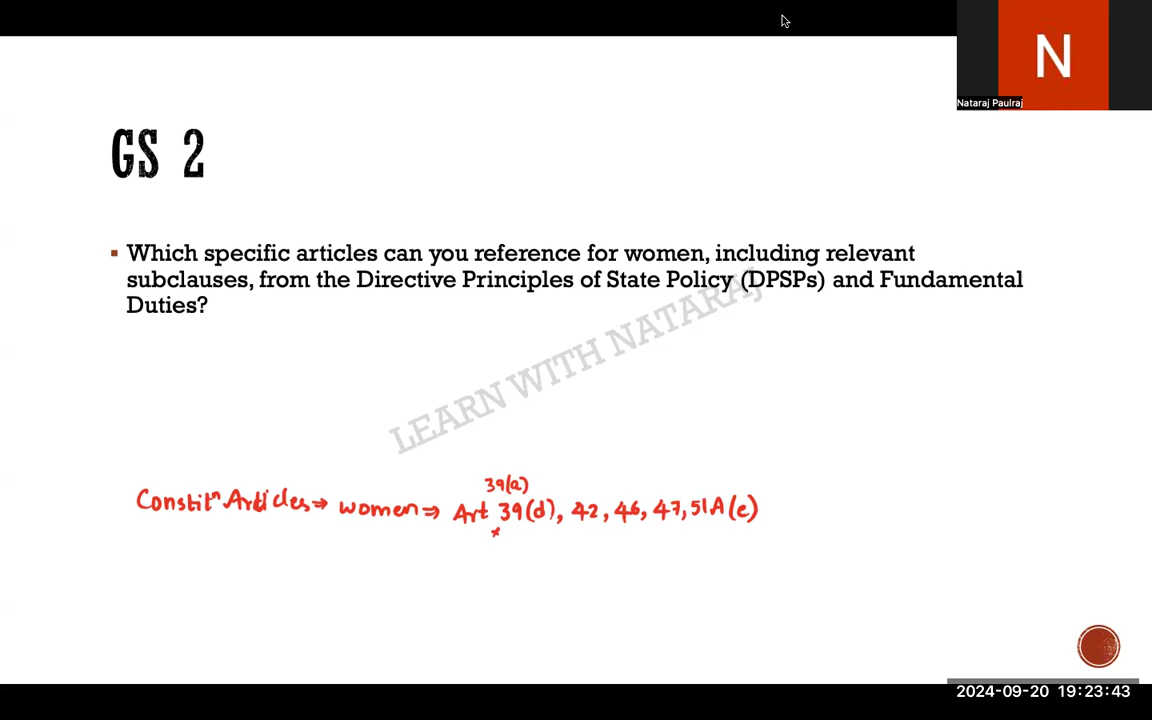 N
Nataraj Paulraj
GS 2
▪ Which specific articles can you reference for women, including relevant
subclauses, from the Directive Principles of State Policy (DPSPs) and Fundamental
Duties?
LEARN WITH NATARAJ
39(a)
Constitⁿ Articles → women ⇒ Art 39(d), 42, 46, 47, 51A(e)
2024-09-20 19:23:43